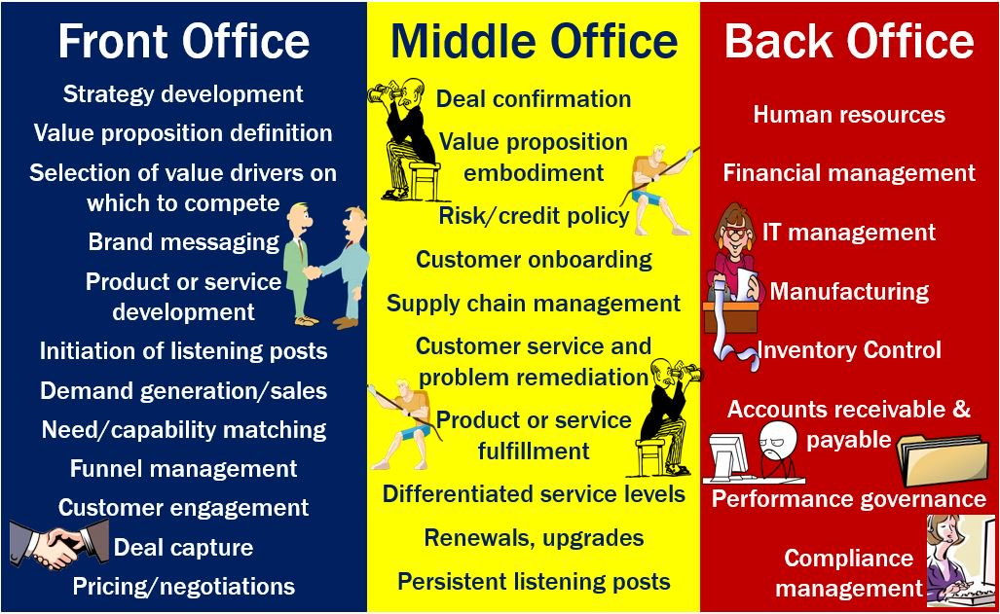 Front Office
Strategy development
Value proposition definition
Selection of value drivers on
which to compete
Brand messaging
Product or service
development
Initiation of listening posts
Demand generation/sales
Need/capability matching
Funnel management
Customer engagement
Deal capture
Pricing/negotiations
Middle Office
Deal confirmation
Value proposition
embodiment
Risk/credit policy
Customer onboarding
Supply chain management
Customer service and
problem remediation
Product or service
fulfillment
Differentiated service levels
Renewals, upgrades
Persistent listening posts
Back Office
Human resources
Financial management
IT management
Manufacturing
Inventory Control
Accounts receivable &
payable
Performance governance
Compliance
management